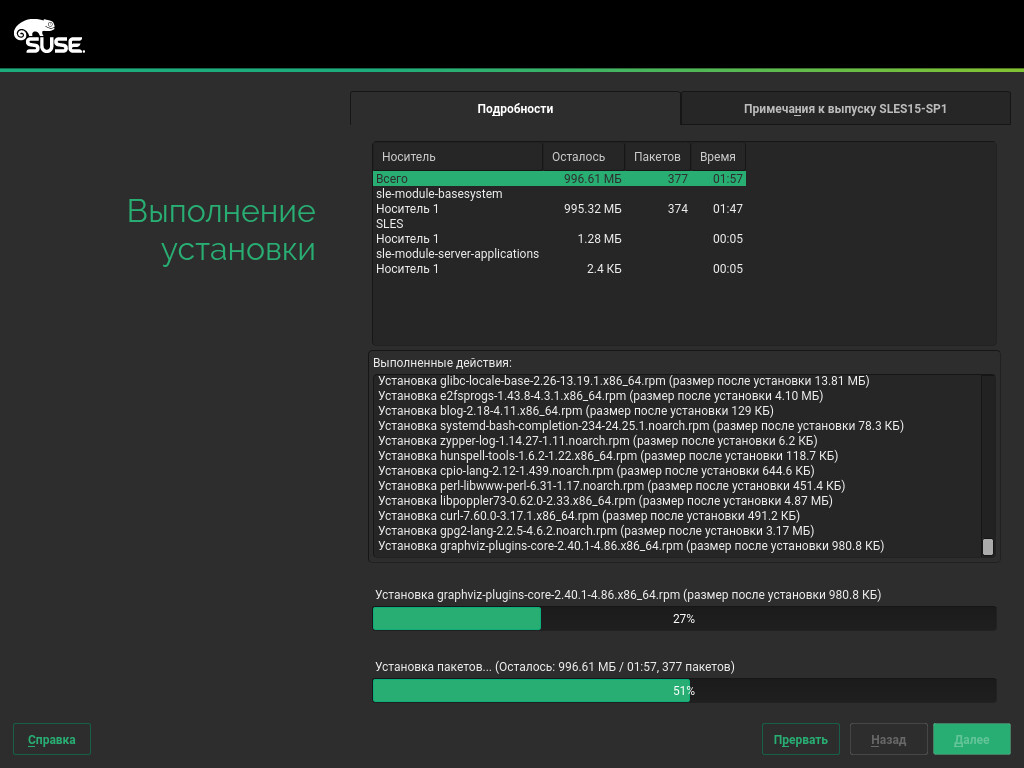 SUSE.
Подробности
Примечания к выпуску SLES15-SP1
Выполнение
установки
Носитель Осталось Пакетов Время
Всего 996.61 МБ 377 01:57
sle-module-basesystem
Носитель 1 995.32 МБ 374 01:47
SLES
Носитель 1 1.28 МБ 00:05
sle-module-server-applications
Носитель 1 2.4 КБ 00:05
Выполненные действия:
Установка glibc-locale-base-2.26-13.19.1.x86_64.rpm (размер после установки 13.81 МБ)
Установка e2fsprogs-1.43.8-4.3.1.x86_64.rpm (размер после установки 4.10 МБ)
Установка blog-2.18-4.11.x86_64.rpm (размер после установки 129 КБ)
Установка systemd-bash-completion-234-24.25.1.noarch.rpm (размер после установки 78.3 КБ)
Установка zypper-log-1.14.27-1.11.noarch.rpm (размер после установки 6.2 КБ)
Установка hunspell-tools-1.6.2-1.22.x86_64.rpm (размер после установки 118.7 КБ)
Установка cpio-lang-2.12-1.439.noarch.rpm (размер после установки 644.6 КБ)
Установка perl-libwww-perl-6.31-1.17.noarch.rpm (размер после установки 451.4 КБ)
Установка libpoppler73-0.62.0-2.33.x86_64.rpm (размер после установки 4.87 МБ)
Установка curl-7.60.0-3.17.1.x86_64.rpm (размер после установки 491.2 КБ)
Установка gpg2-lang-2.2.5-4.6.2.noarch.rpm (размер после установки 3.17 МБ)
Установка graphviz-plugins-core-2.40.1-4.86.x86_64.rpm (размер после установки 980.8 КБ)
Установка graphviz-plugins-core-2.40.1-4.86.x86_64.rpm (размер после установки 980.8 КБ)
27%
Установка пакетов... (Осталось: 996.61 МБ / 01:57, 377 пакетов)
51%
Справка
Прервать
Назад
Далее